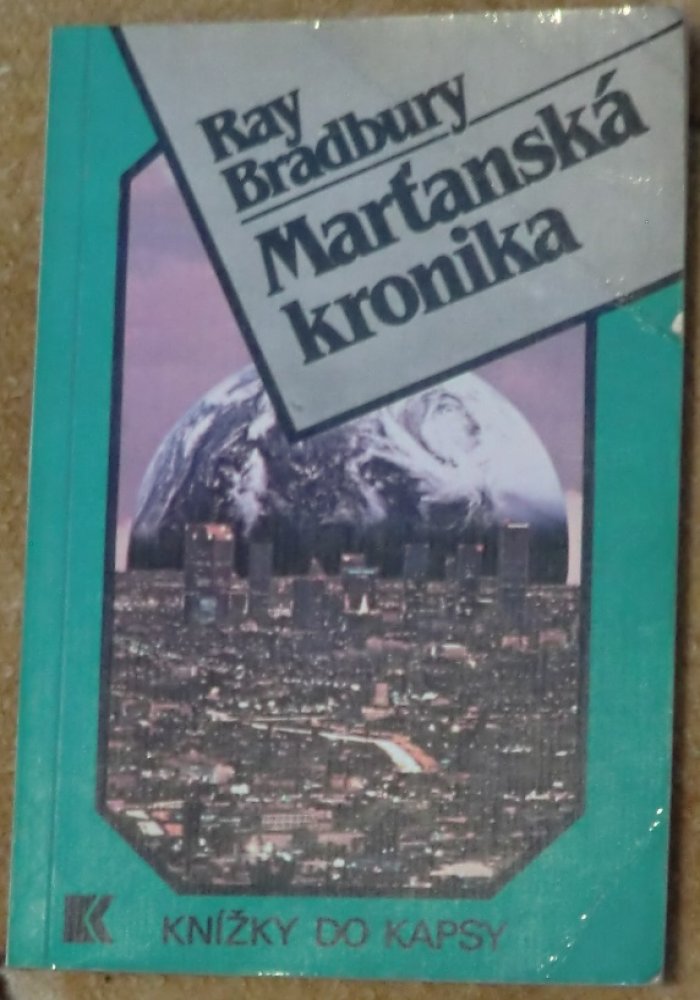 Ray
Bradbury
Marťanská
kronika
K KNÍŽKY DO KAPSY